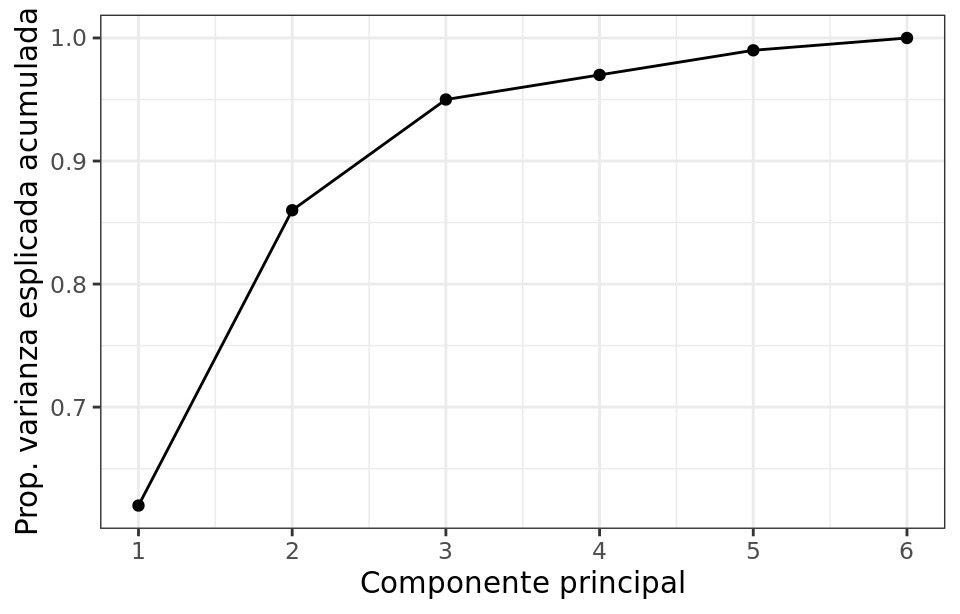 Prop. varianza esplicada acumulada
1.0
0.9
0.8
0.7
1 2 3 4 5 6
Componente principal